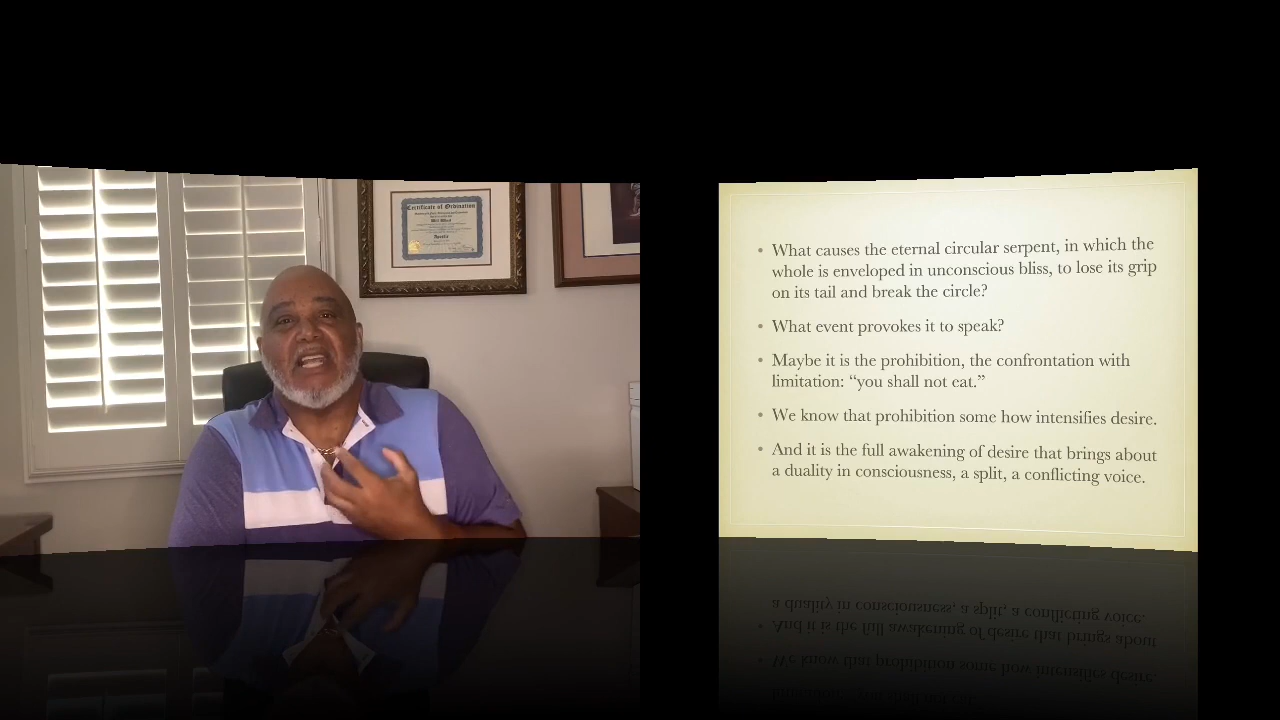 Certificate of Ordination
• What causes the eternal circular serpent, in which the
whole is enveloped in unconscious bliss, to lose its grip
on its tail and break the circle?
• What event provokes it to speak?
• Maybe it is the prohibition, the confrontation with
limitation: “you shall not eat.”
• We know that prohibition some how intensifies desire.
• And it is the full awakening of desire that brings about
a duality in consciousness, a split, a conflicting voice.